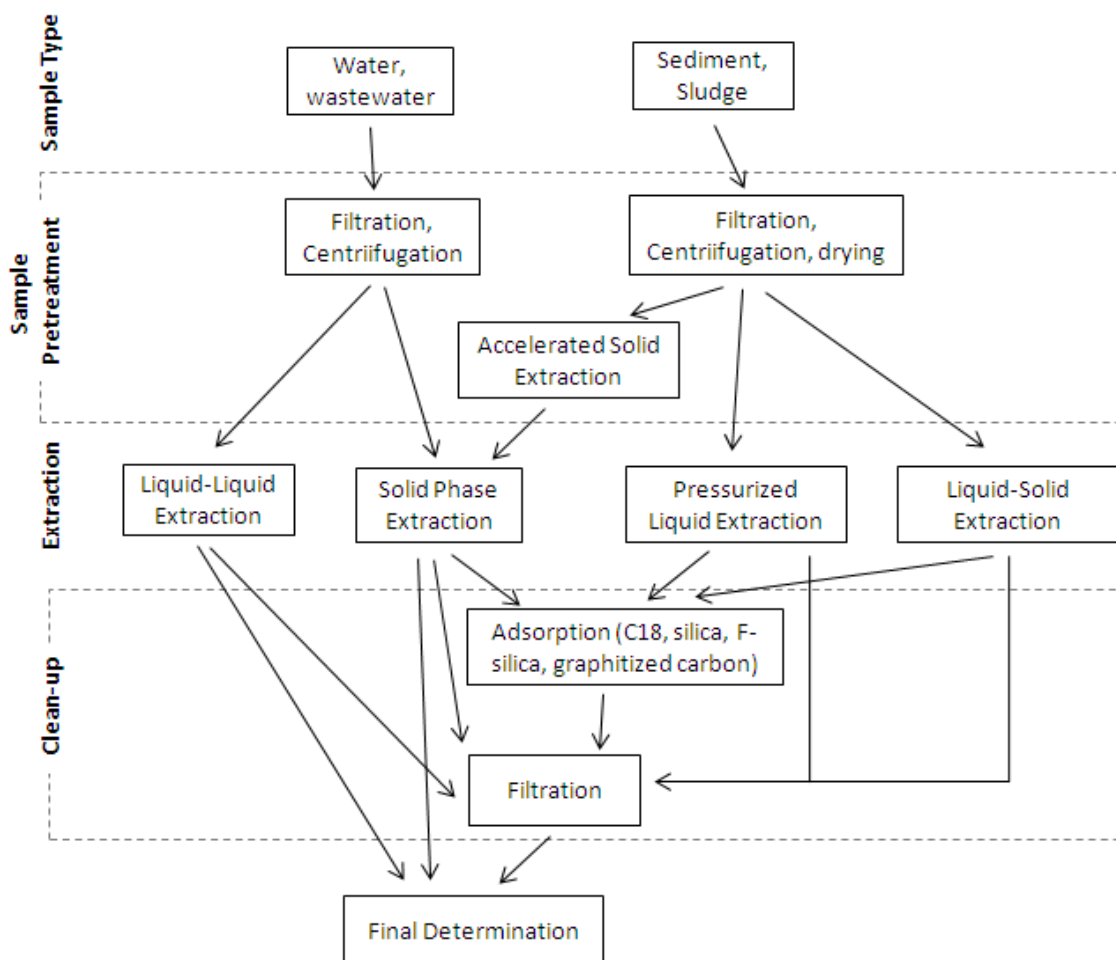 Sample Type
Water,
wastewater
Sediment,
Sludge
Sample
Pretreatment
Filtration,
Centriifugation
Filtration,
Centriifugation, drying
Accelerated Solid
Extraction
Extraction
Liquid-Liquid
Extraction
Solid Phase
Extraction
Pressurized
Liquid Extraction
Liquid-Solid
Extraction
Clean-up
Adsorption (C18, silica, F-
silica, graphitized carbon)
Filtration
Final Determination